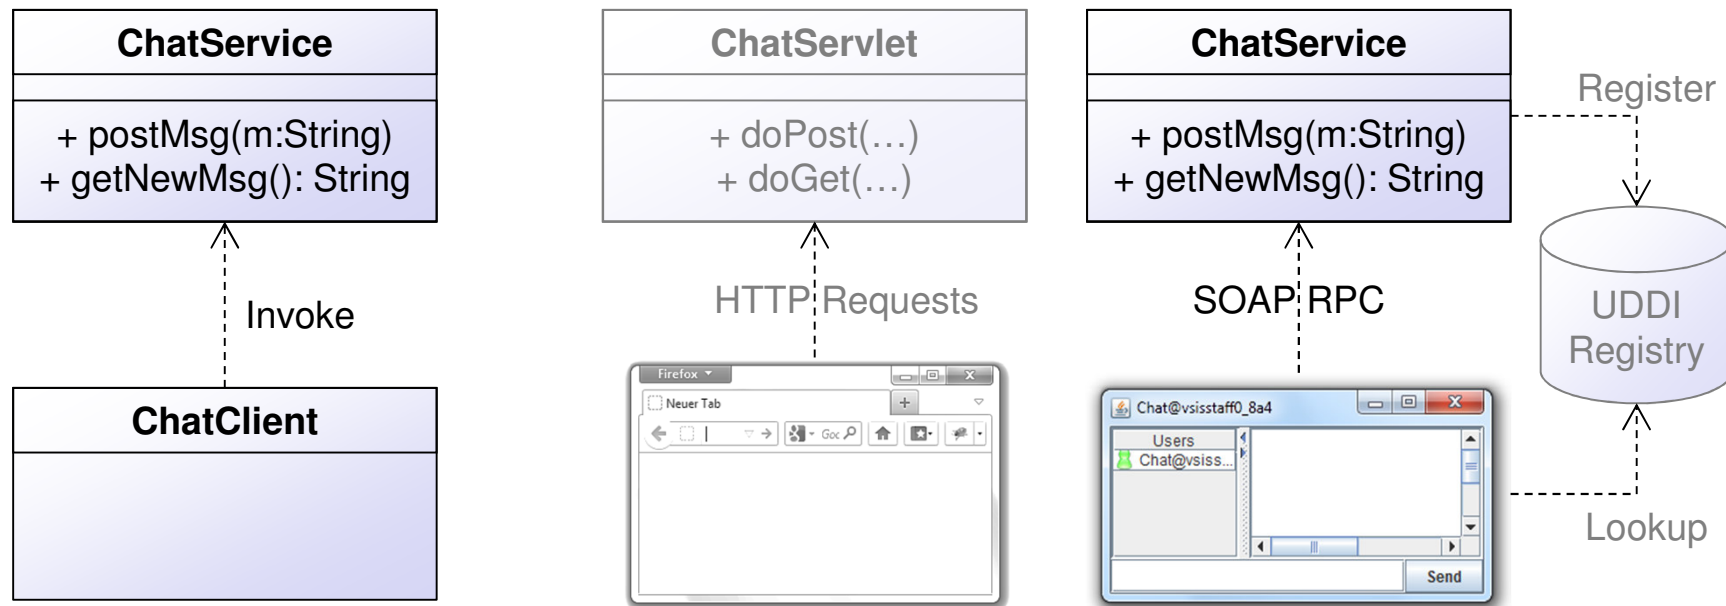 ChatService
+ postMsg(m:String)
+ getNewMsg(): String
Invoke
ChatClient
ChatServlet
+ doPost(…)
+ doGet(…)
HTTP Requests
Firefox
Neuer Tab
Goc
ChatService
+ postMsg(m:String)
+ getNewMsg(): String
SOAP RPC
Chat@vsisstaff0_8a4
Users
Chat@vsiss...
Send
Register
UDDI
Registry
Lookup